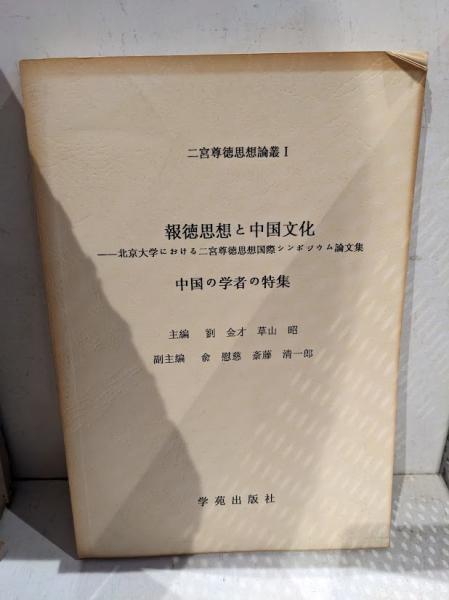 二宮尊徳思想論叢Ⅰ
報徳思想と中国文化
——北京大学における二宮尊徳思想国際シンポジウム論文集
中国の学者の特集
主編 劉 金才 草山 昭
副主編 兪 慰慈 斎藤 清一郎
学苑出版社